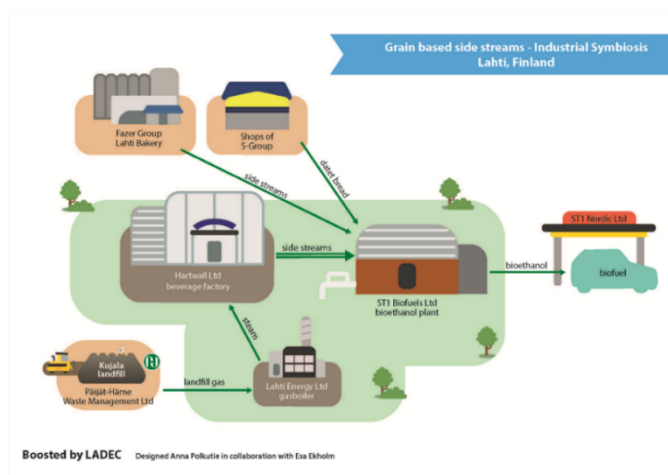 Grain based side streams - Industrial Symbiosis
Lahti, Finland
Fazer Group
Lahti Bakery
Shops of
S-Group
side streams
datet bread
Hartwall Ltd
beverage factory
side streams
ST1 Biofuels Ltd
bioethanol plant
bioethanol
ST1 Nordic Ltd
biofuel
steam
Kujala
landfill
Päijät-Häme
Waste Management Ltd
landfill gas
Lahti Energy Ltd
gasboiler
Boosted by LADEC Designed Anna Polkutie in collaboration with Esa Ekholm